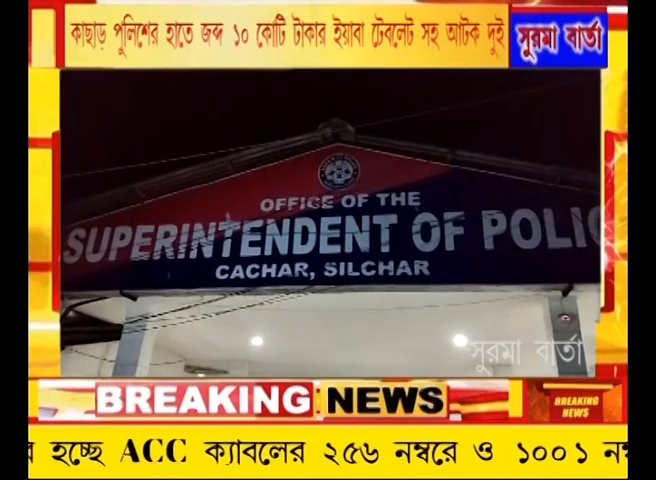 কাছাড় পুলিশের হাতে জব্দ ১০ কোটি টাকার ইয়াবা টেবলেট সহ আটক দুই
সুরমা বার্তা
OFFICE OF THE
SUPERINTENDENT OF POLIC
CACHAR, SILCHAR
সুরমা বার্তা
BREAKING NEWS
BREAKING
NEWS
হচ্ছে ACC ক্যাবলের ২৫৬ নম্বরে ও ১০০১